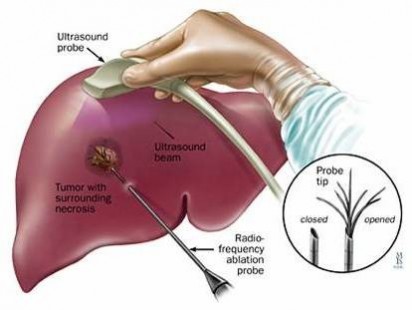 Ultrasound
probe
Ultrasound
beam
Tumor with
surrounding
necrosis
Radio-
frequency
ablation
probe
Probe
tip
closed
opened